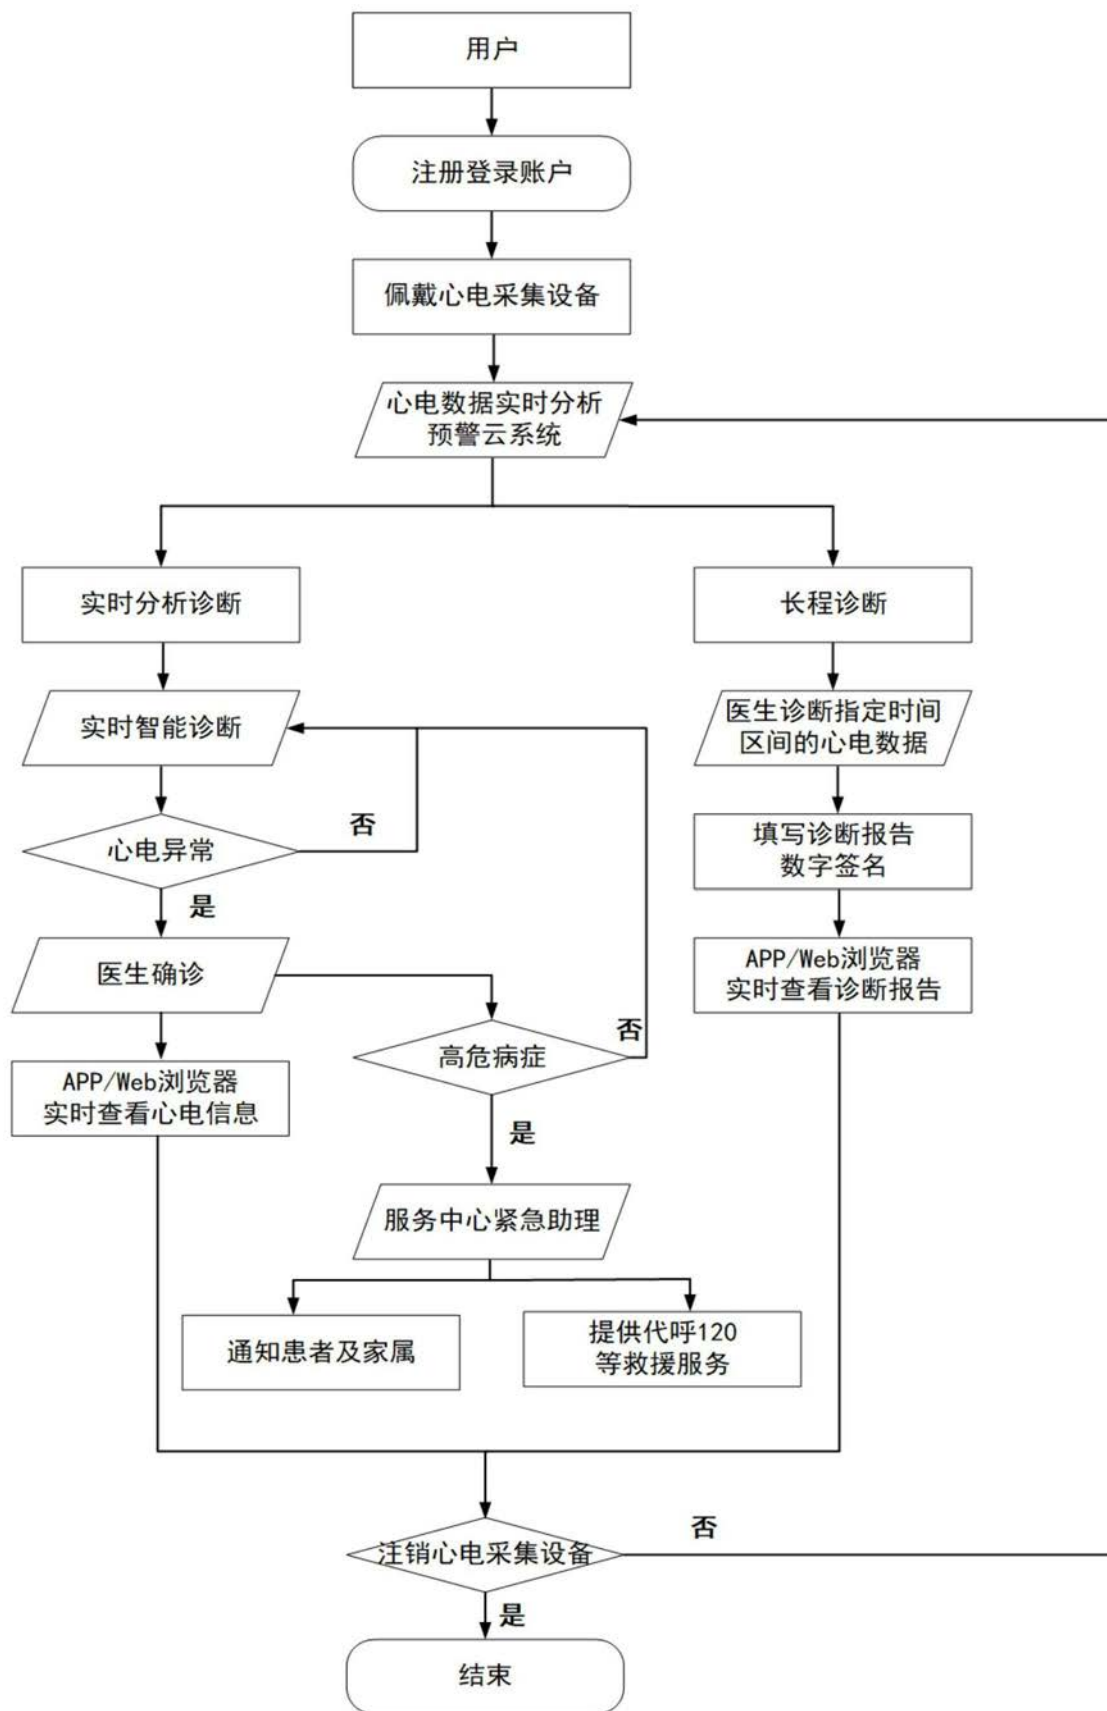 用户
注册登录账户
佩戴心电采集设备
心电数据实时分析
预警云系统
实时分析诊断
长程诊断
实时智能诊断
医生诊断指定时间
区间的心电数据
否
心电异常
填写诊断报告
数字签名
是
医生确诊
APP/Web浏览器
实时查看诊断报告
否
高危病症
APP/Web浏览器
实时查看心电信息
是
服务中心紧急助理
通知患者及家属
提供代呼120
等救援服务
否
注销心电采集设备
是
结束